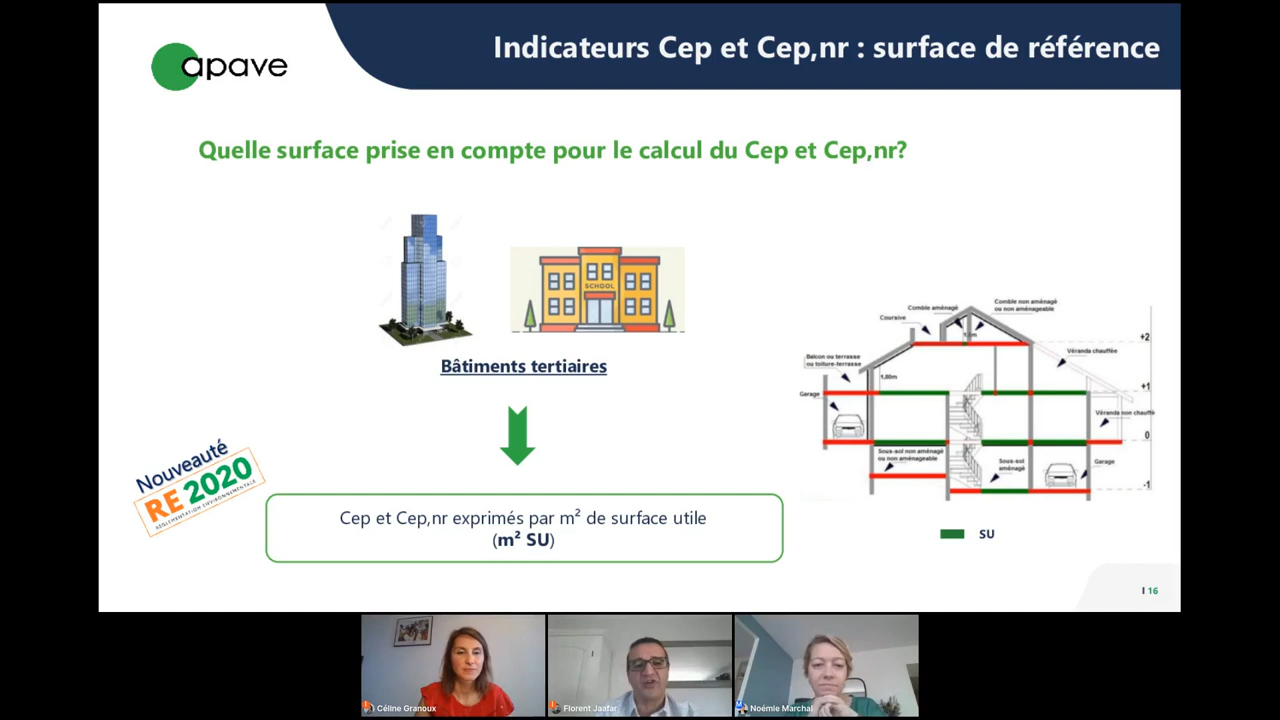 apave
Indicateurs Cep et Cep,nr : surface de référence
Quelle surface prise en compte pour le calcul du Cep et Cep,nr?
SCHOOL
Bâtiments tertiaires
Nouveauté
RE 2020
RÉGLEMENTATION ENVIRONNEMENTALE
Cep et Cep,nr exprimés par m² de surface utile
(m² SU)
Comble aménagé
Comble non aménagé
ou non aménageable
Coursive
+2
Balcon ou terrasse
ou toiture-terrasse
Véranda chauffée
1,80m
+1
Garage
Véranda non chauffé
0
Sous-sol non aménagé
ou non aménageable
Sous-sol
aménagé
Garage
-1
SU
I 16
Céline Granoux
Florent Jaafar
Noémie Marchal